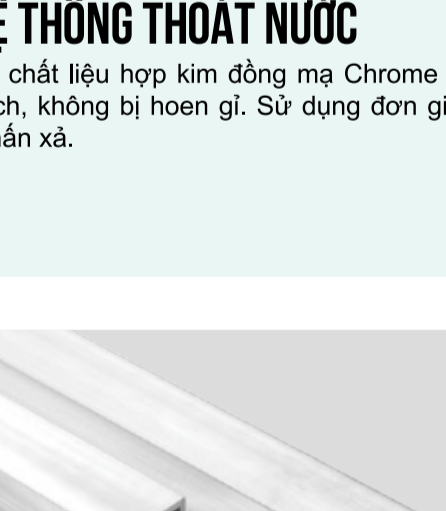 Ệ THỐNG THOÁT NƯỚC
chất liệu hợp kim đồng mạ Chrome
ch, không bị hoen gỉ. Sử dụng đơn gi
ấn xả.